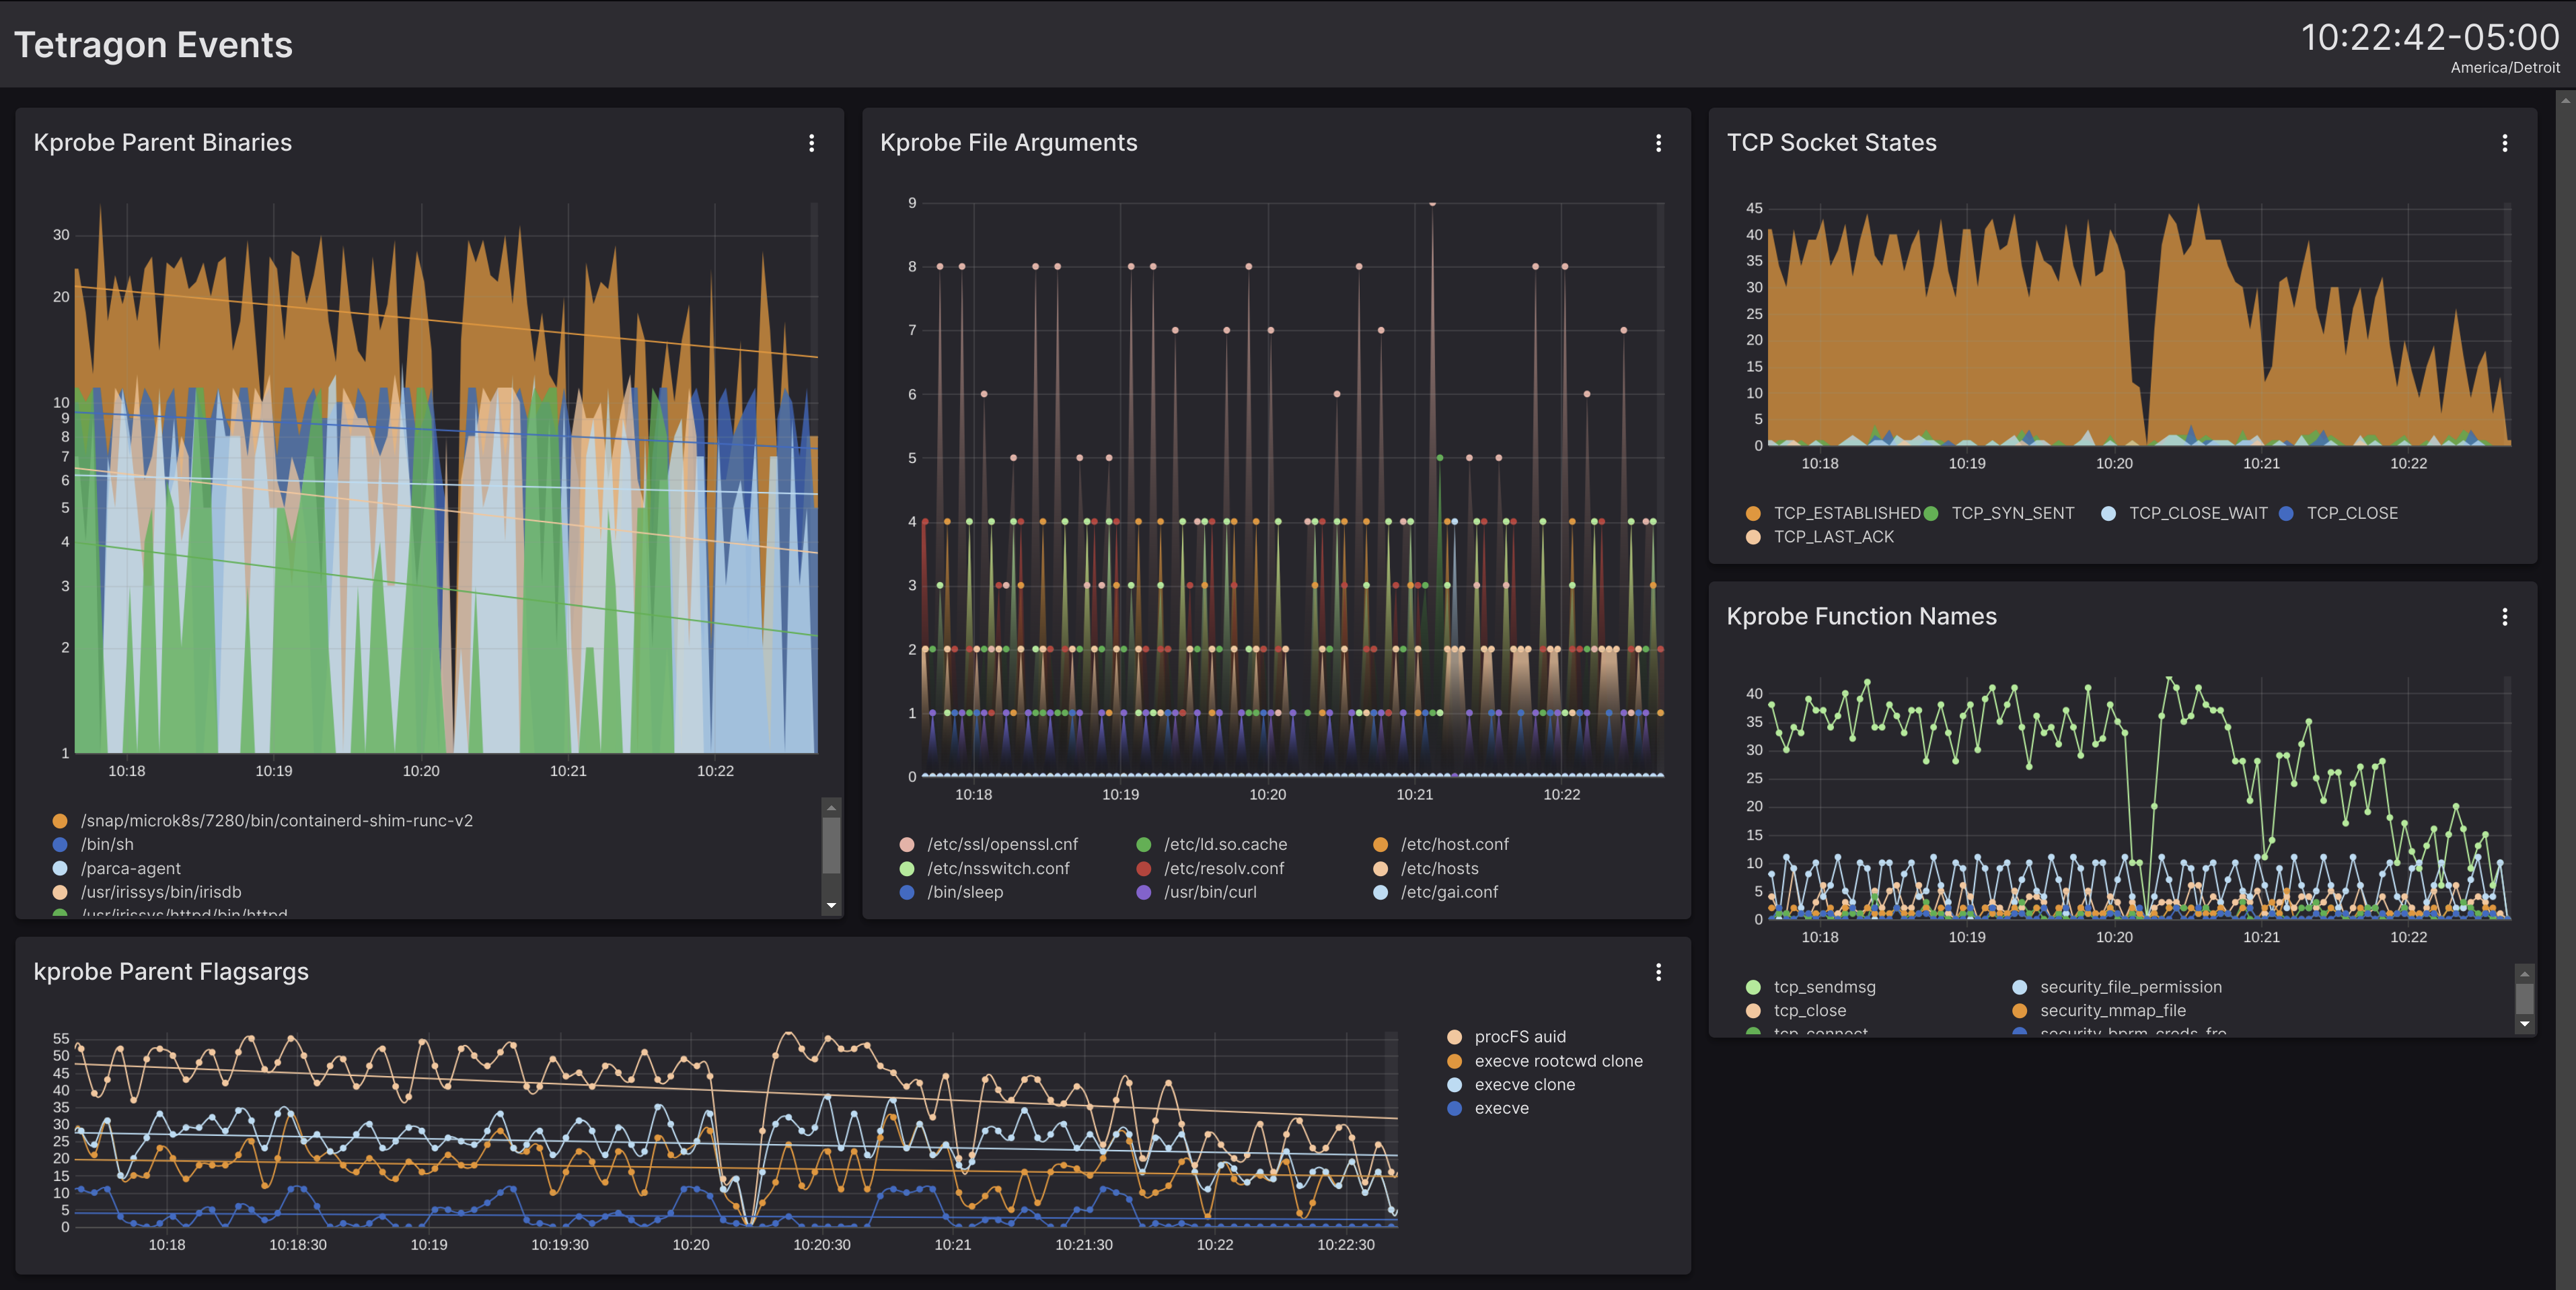 Tetragon Events
10:22:42-05:00
America/Detroit
Kprobe Parent Binaries
30
20
10
9
8
7
6
5
4
3
2
1
10:18 10:19 10:20 10:21 10:22
/snap/microk8s/7280/bin/containerd-shim-runc-v2
/bin/sh
/parca-agent
/usr/irissys/bin/irisdb
/usr/irissys/httpd/bin/httpd
Kprobe File Arguments
9
8
7
6
5
4
3
2
1
0
10:18 10:19 10:20 10:21 10:22
/etc/ssl/openssl.cnf /etc/ld.so.cache /etc/host.conf
/etc/nsswitch.conf /etc/resolv.conf /etc/hosts
/bin/sleep /usr/bin/curl /etc/gai.conf
TCP Socket States
45
40
35
30
25
20
15
10
5
0
10:18 10:19 10:20 10:21 10:22
TCP_ESTABLISHED TCP_SYN_SENT TCP_CLOSE_WAIT TCP_CLOSE
TCP_LAST_ACK
Kprobe Function Names
40
35
30
25
20
15
10
5
0
10:18 10:19 10:20 10:21 10:22
tcp_sendmsg security_file_permission
tcp_close security_mmap_file
tcp_connect security_bprm_creds_fro
kprobe Parent Flagsargs
55
50
45
40
35
30
25
20
15
10
5
0
10:18 10:18:30 10:19 10:19:30 10:20 10:20:30 10:21 10:21:30 10:22 10:22:30
procFS auid
execve rootcwd clone
execve clone
execve